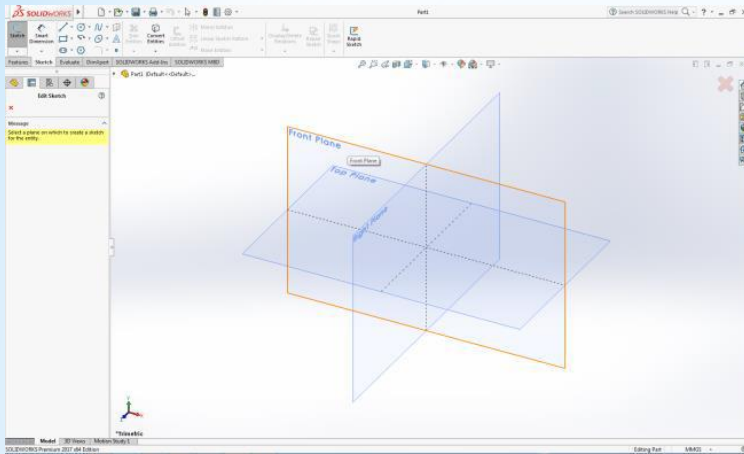 SOLIDWORKS
Part1
Search SOLIDWORKS Help
Sketch
Smart Dimension
Convert Entities
Rapid Sketch
Features Sketch Evaluate DimXpert SOLIDWORKS Add-Ins SOLIDWORKS MBD
Part1 (Default<<Default>...
Edit Sketch
Message
Select a plane on which to create a sketch for the entity.
Front Plane
Front Plane
Top Plane
Right Plane
*Trimetric
Model 3D Views Motion Study 1
SOLIDWORKS Premium 2017 x64 Edition
Editing Part MMGS